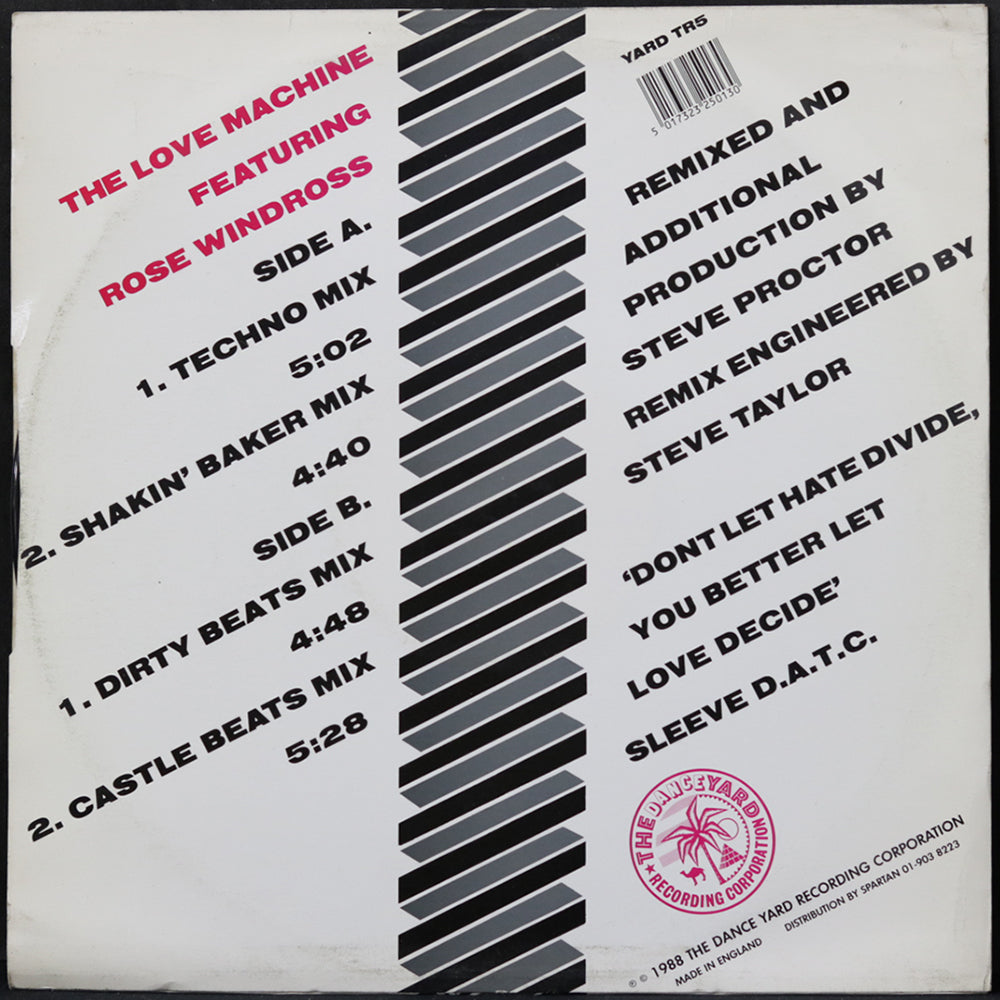 THE LOVE MACHINE
FEATURING
ROSE WINDROSS
SIDE A.
1. TECHNO MIX
5:02
2. SHAKIN' BAKER MIX
4:40
SIDE B.
1. DIRTY BEATS MIX
4:48
2. CASTLE BEATS MIX
5:28
YARD TR5
5 017323 250130
REMIXED AND
ADDITIONAL
PRODUCTION BY
STEVE PROCTOR
REMIX ENGINEERED BY
STEVE TAYLOR
'DONT LET HATE DIVIDE,
YOU BETTER LET
LOVE DECIDE'
SLEEVE D.A.T.C.
THE DANCE YARD
★ RECORDING CORPORATION
℗ © 1988 THE DANCE YARD RECORDING CORPORATION
MADE IN ENGLAND DISTRIBUTION BY SPARTAN 01-903 8223